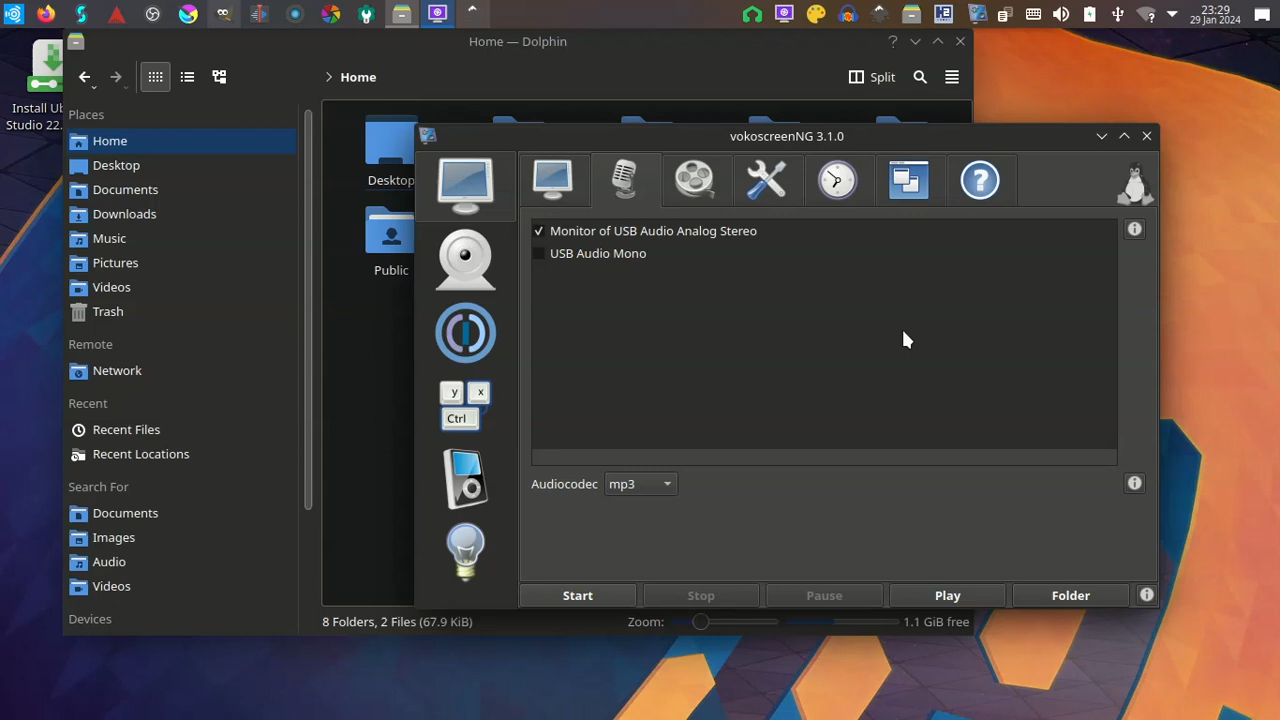 23:29
29 Jan 2024
Install Ub
Studio 22.
Home — Dolphin
Home
Split
Places
Home
Desktop
Documents
Downloads
Music
Pictures
Videos
Trash
Remote
Network
Recent
Recent Files
Recent Locations
Search For
Documents
Images
Audio
Videos
Devices
Desktop
Public
8 Folders, 2 Files (67.9 KiB)
Zoom:
1.1 GiB free
vokoscreenNG 3.1.0
y x
Ctrl
Monitor of USB Audio Analog Stereo
USB Audio Mono
Audiocodec mp3
Start Stop Pause Play Folder